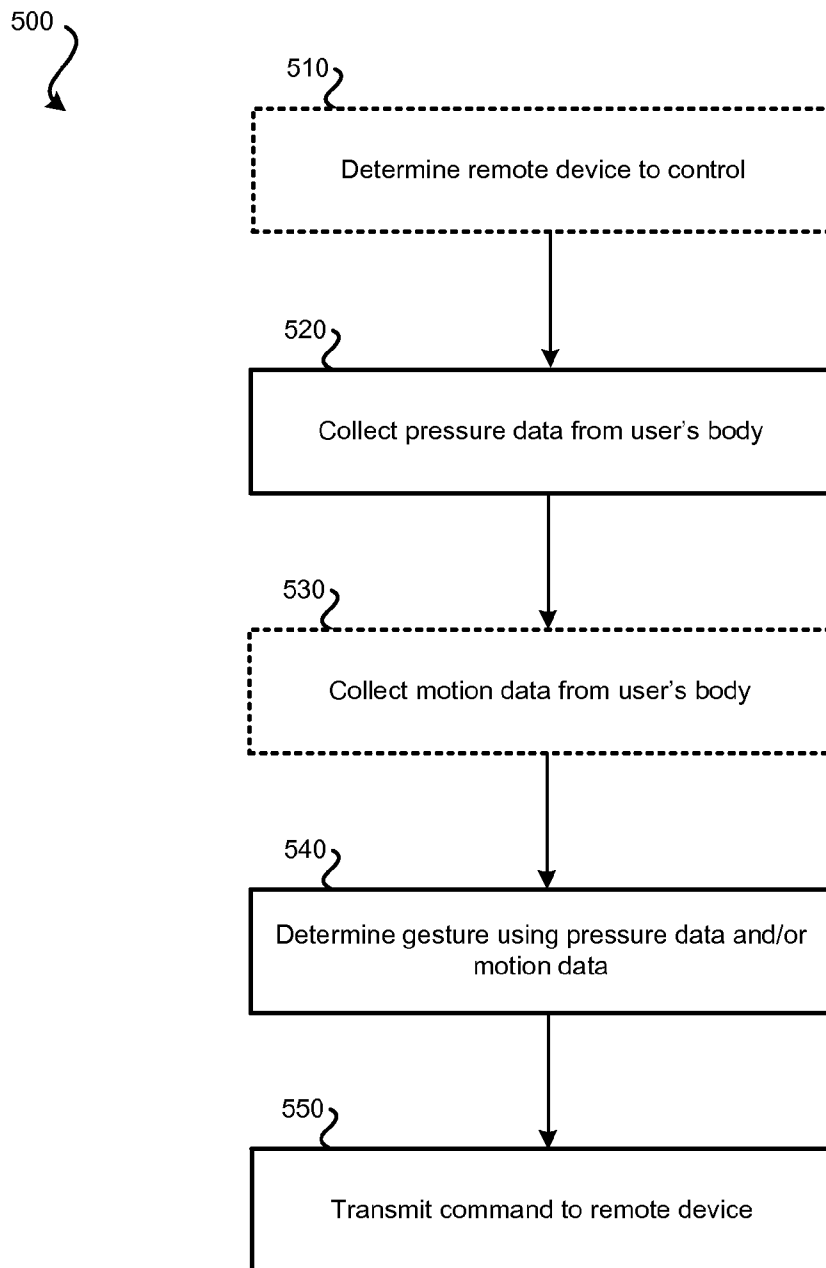 500
510
Determine remote device to control
520
Collect pressure data from user's body
530
Collect motion data from user's body
540
Determine gesture using pressure data and/or
motion data
550
Transmit command to remote device